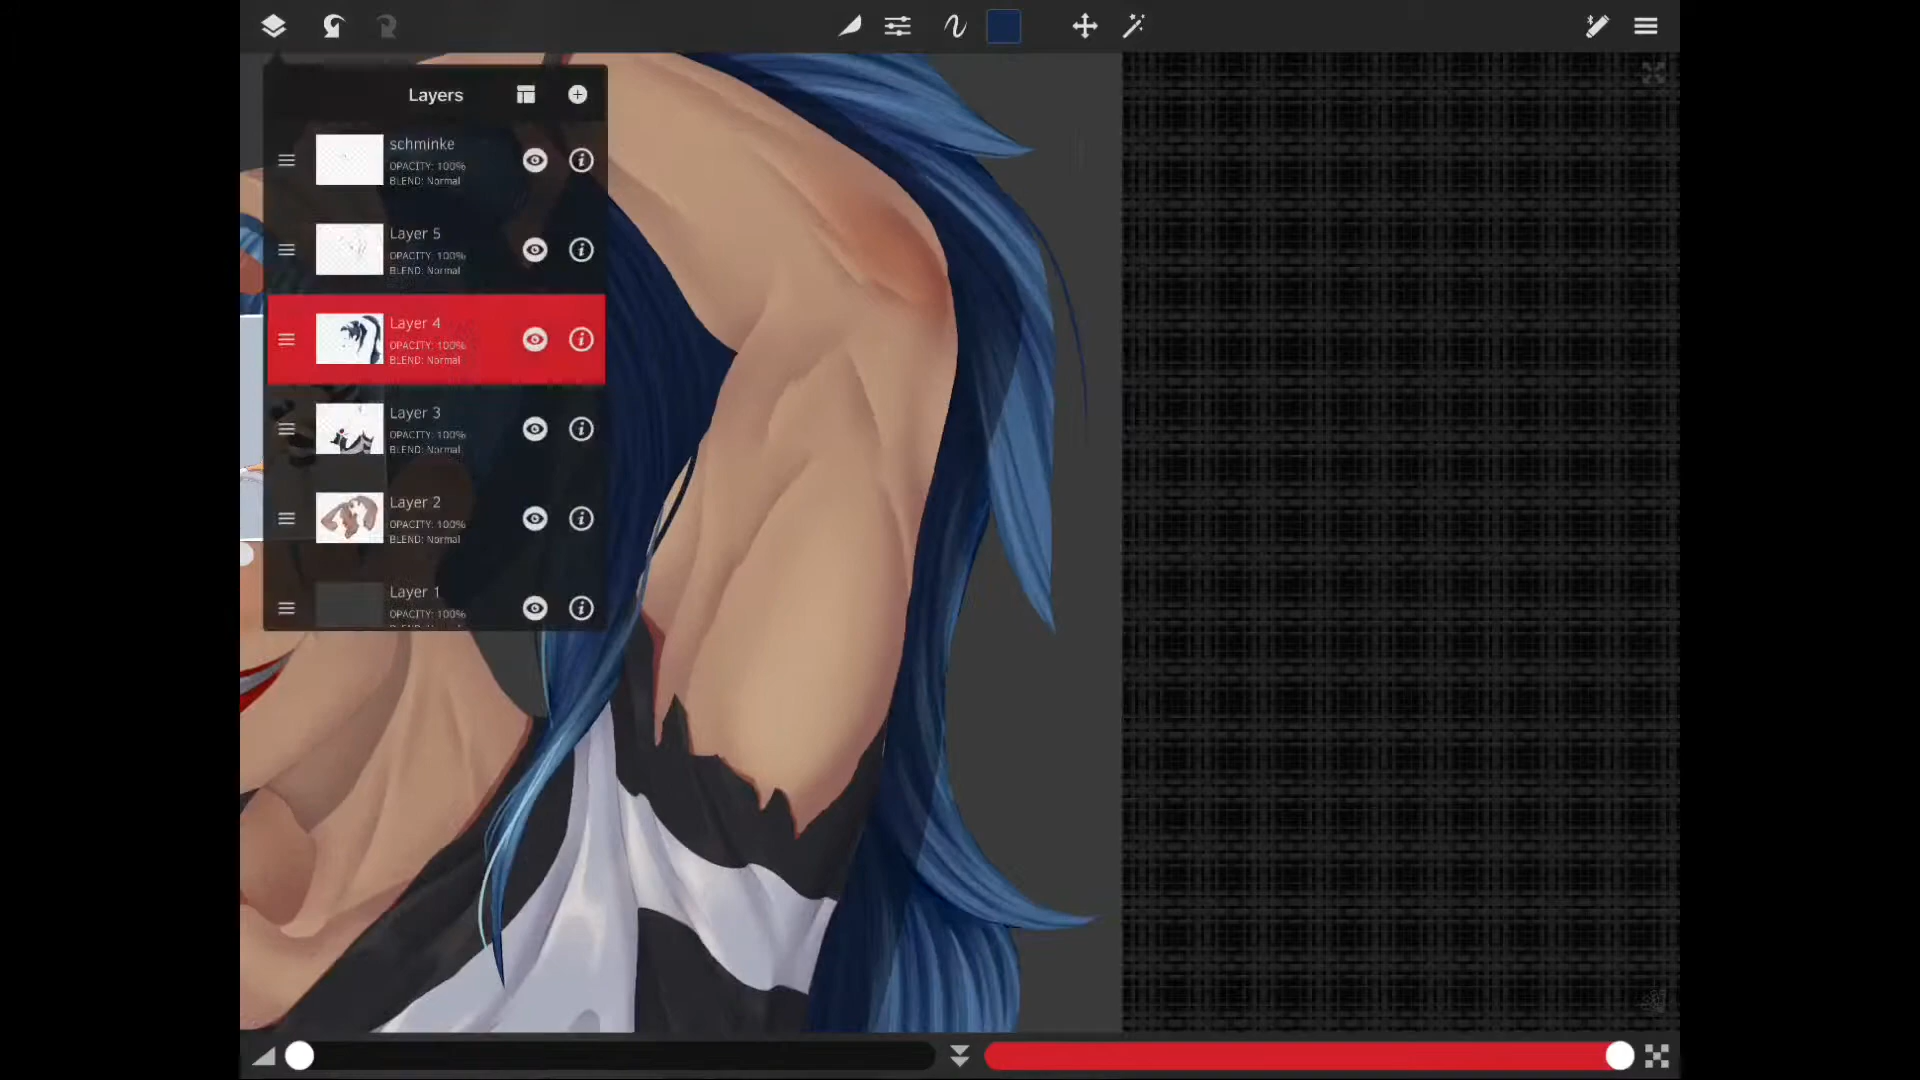 Layers
schminke
OPACITY: 100%
BLEND: Normal
Layer 5
OPACITY: 100%
BLEND: Normal
Layer 4
OPACITY: 100%
BLEND: Normal
Layer 3
OPACITY: 100%
BLEND: Normal
Layer 2
OPACITY: 100%
BLEND: Normal
Layer 1
OPACITY: 100%